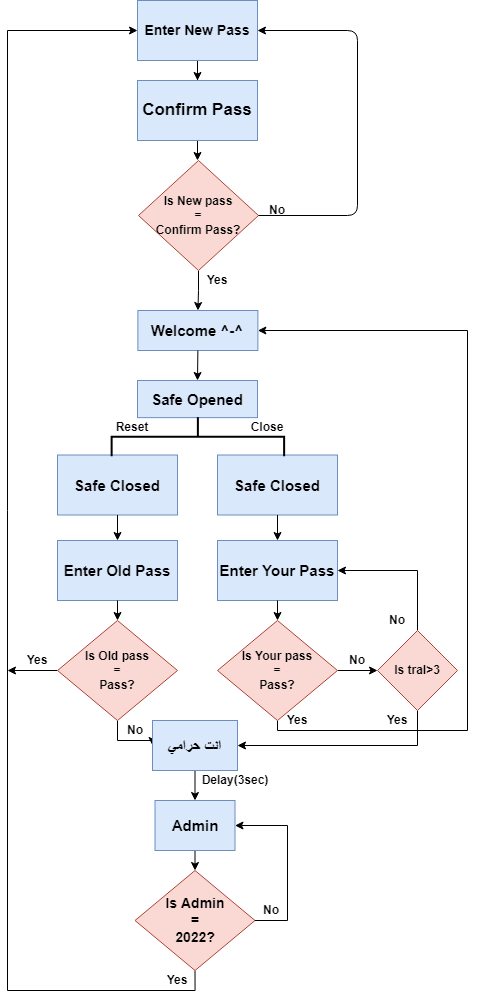 Enter New Pass
Confirm Pass
Is New pass
=
Confirm Pass?
No
Yes
Welcome ^-^
Safe Opened
Reset
Close
Safe Closed
Safe Closed
Enter Old Pass
Enter Your Pass
No
Is Old pass
=
Pass?
Yes
Is Your pass
=
Pass?
No
Is tral>3
Yes
Yes
No
انت حرامي
Delay(3sec)
Admin
Is Admin
=
2022?
No
Yes